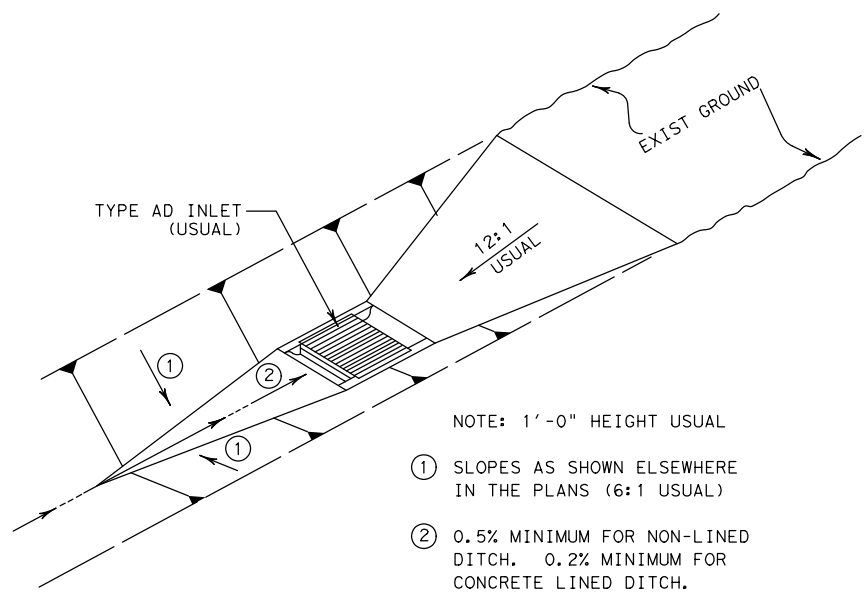 EXIST GROUND
TYPE AD INLET
(USUAL)
12:1
USUAL
1
2
1
NOTE: 1'-0" HEIGHT USUAL
1 SLOPES AS SHOWN ELSEWHERE
IN THE PLANS (6:1 USUAL)
2 0.5% MINIMUM FOR NON-LINED
DITCH. 0.2% MINIMUM FOR
CONCRETE LINED DITCH.